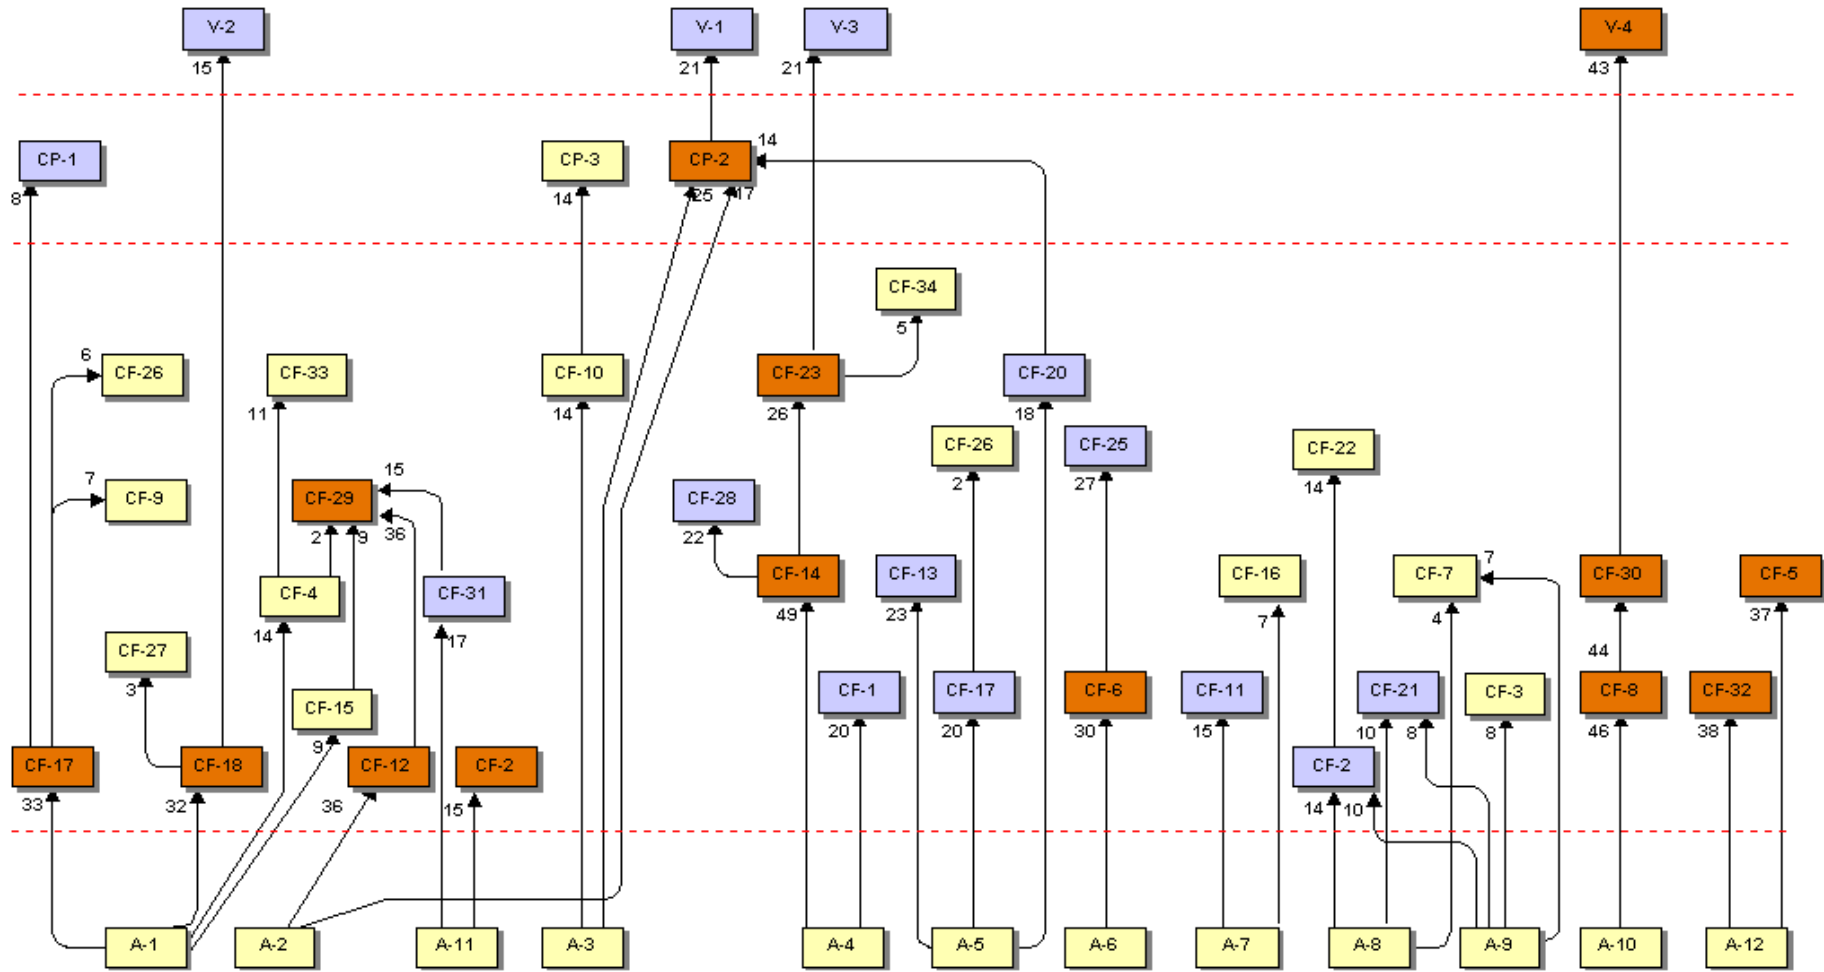 V-2
V-1
V-3
V-4
15
21
21
43
CP-1
CP-3
CP-2
14
8
14
25
17
CF-34
5
6
CF-26
CF-33
CF-10
CF-23
CF-20
11
14
26
18
CF-26
CF-25
CF-22
7
15
2
27
14
CF-9
CF-29
CF-28
2
9
36
22
CF-14
CF-13
CF-16
CF-7
7
CF-30
CF-5
CF-4
CF-31
49
23
7
4
37
14
17
CF-27
44
3
CF-15
CF-1
CF-17
CF-6
CF-11
CF-21
CF-3
CF-8
CF-32
9
20
20
30
15
10
8
8
46
38
CF-17
CF-18
CF-12
CF-2
CF-2
33
32
36
15
14
10
A-1
A-2
A-11
A-3
A-4
A-5
A-6
A-7
A-8
A-9
A-10
A-12